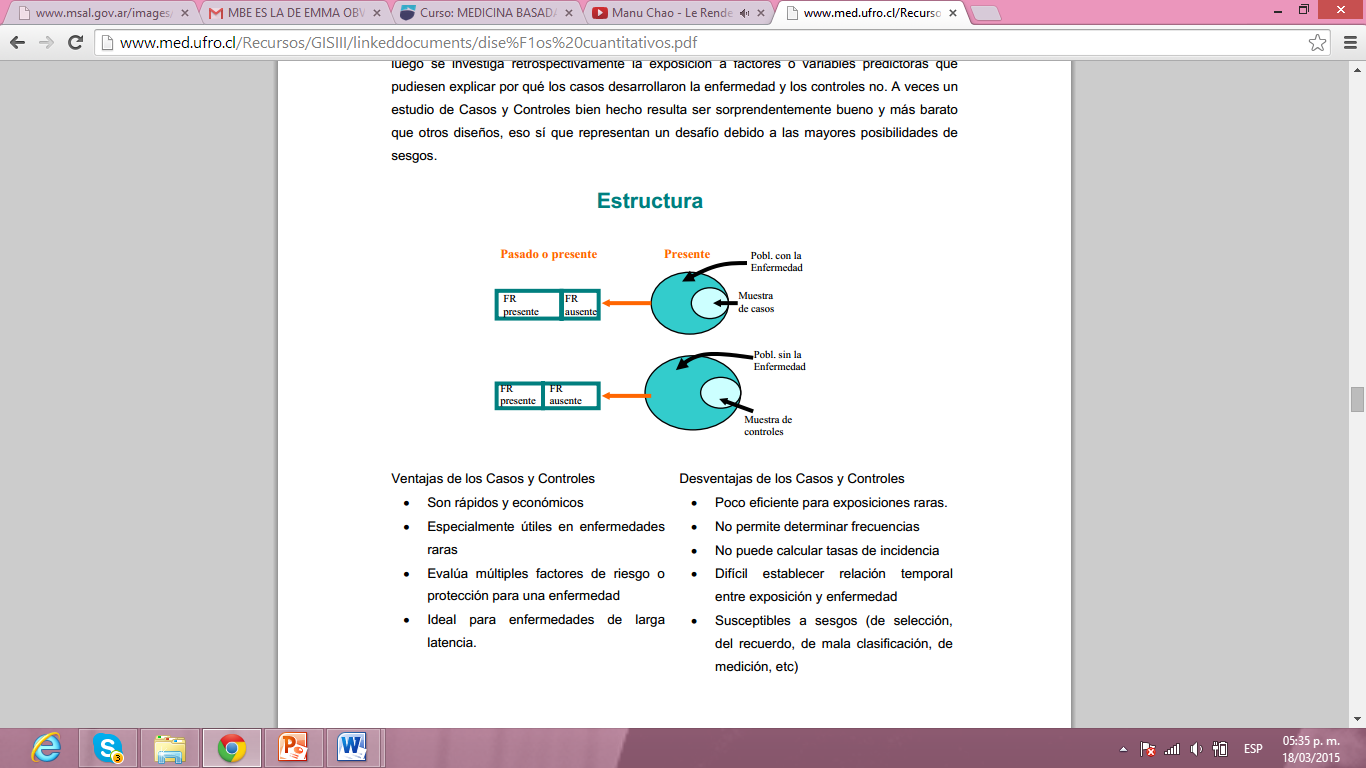 www.msal.gov.ar/images/
MBE ES LA DE EMMA OBV
Curso: MEDICINA BASADA
Manu Chao - Le Rende
www.med.ufro.cl/Recurso
www.med.ufro.cl/Recursos/GISIII/linkeddocuments/dise%F1os%20cuantitativos.pdf
luego se investiga retrospectivamente la exposición a factores o variables predictoras que
pudiesen explicar por qué los casos desarrollaron la enfermedad y los controles no. A veces un
estudio de Casos y Controles bien hecho resulta ser sorprendentemente bueno y más barato
que otros diseños, eso sí que representan un desafío debido a las mayores posibilidades de
sesgos.
Estructura
Pasado o presente
Presente
Pobl. con la
Enfermedad
FR
presente
FR
ausente
Muestra
de casos
Pobl. sin la
Enfermedad
FR
presente
FR
ausente
Muestra de
controles
Ventajas de los Casos y Controles
• Son rápidos y económicos
• Especialmente útiles en enfermedades
raras
• Evalúa múltiples factores de riesgo o
protección para una enfermedad
• Ideal para enfermedades de larga
latencia.
Desventajas de los Casos y Controles
• Poco eficiente para exposiciones raras.
• No permite determinar frecuencias
• No puede calcular tasas de incidencia
• Difícil establecer relación temporal
entre exposición y enfermedad
• Susceptibles a sesgos (de selección,
del recuerdo, de mala clasificación, de
medición, etc)
3
ESP
05:35 p. m.
18/03/2015